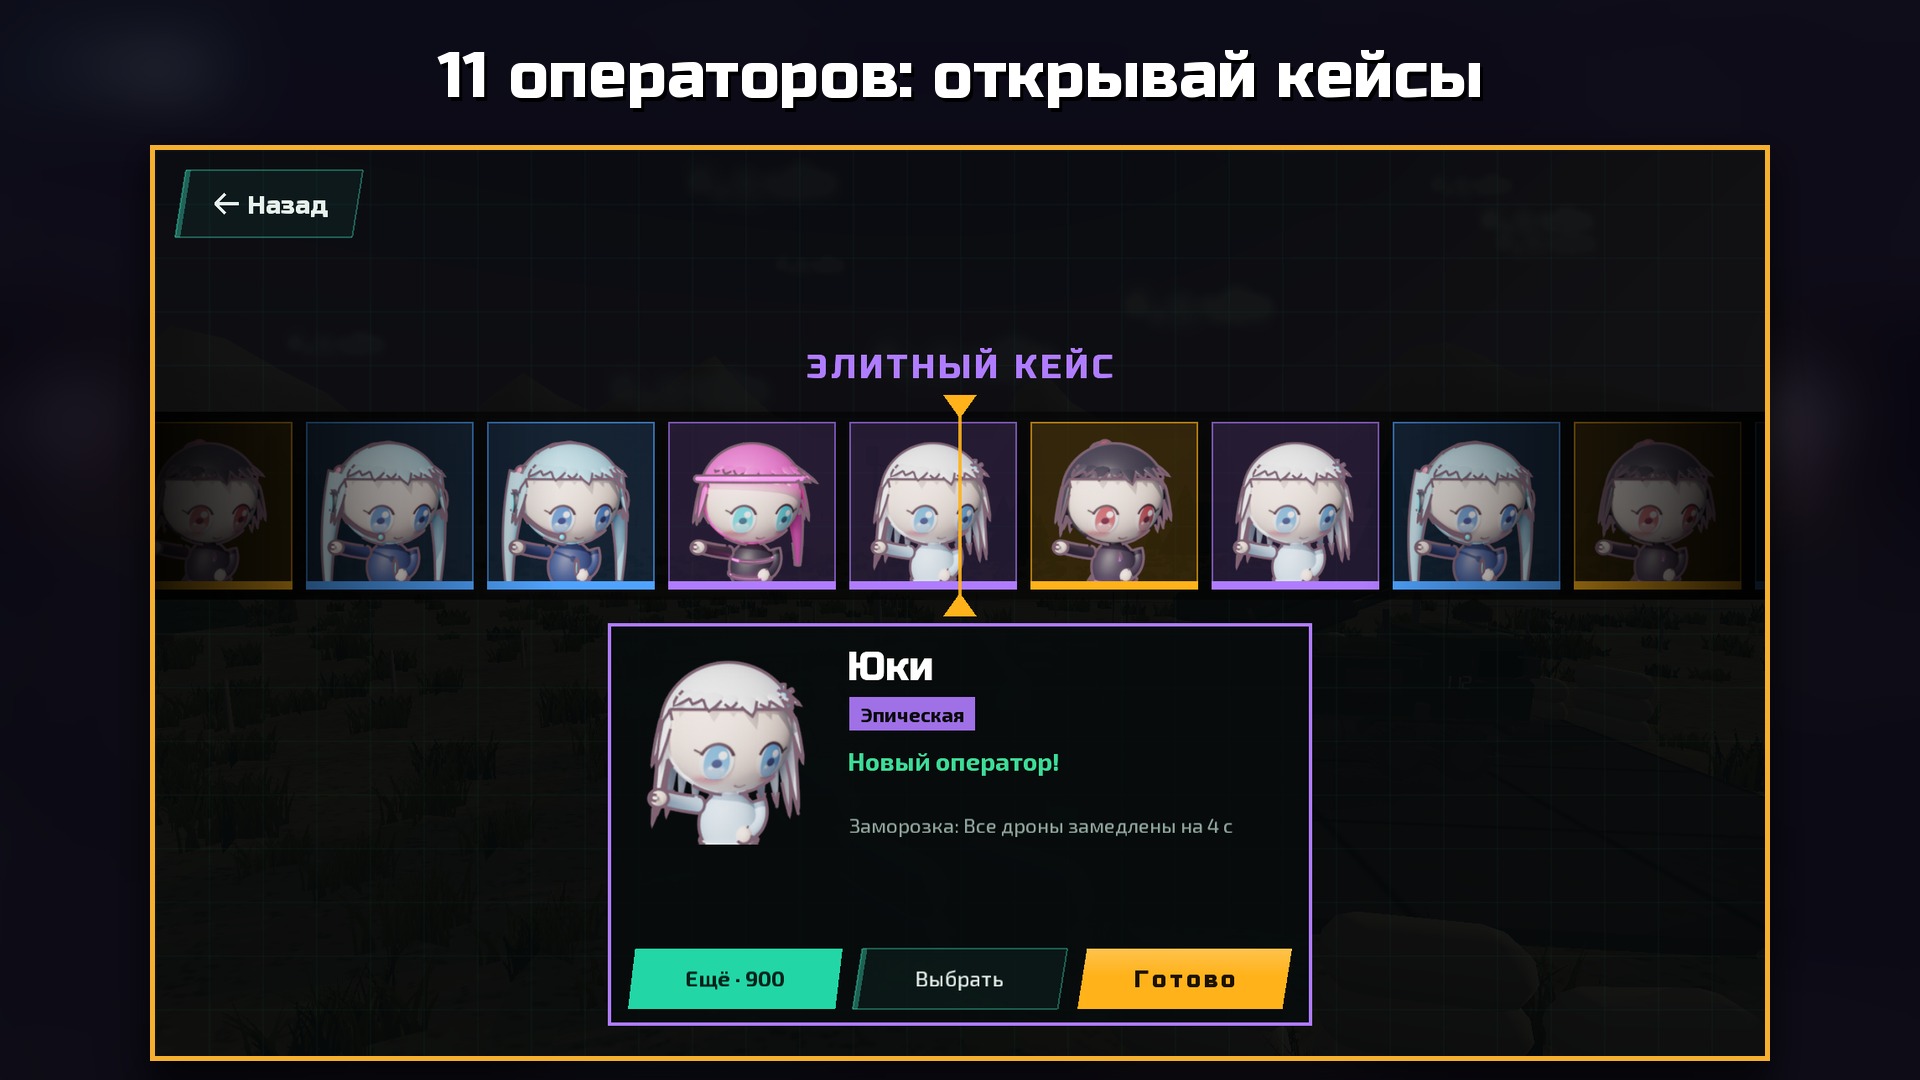 11 операторов: открывай кейсы
← Назад
ЭЛИТНЫЙ КЕЙС
Юки
Эпическая
Новый оператор!
Заморозка: Все дроны замедлены на 4 с
Ещё · 900
Выбрать
Готово